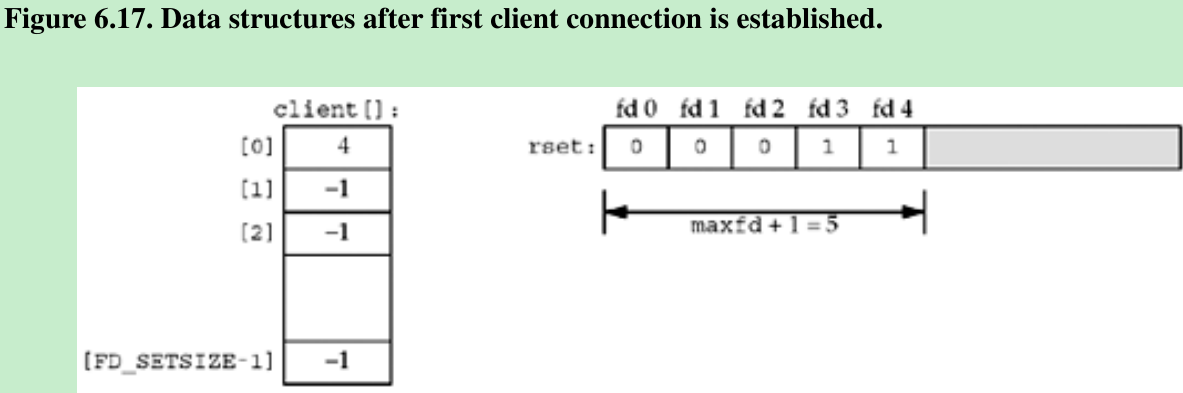 Figure 6.17. Data structures after first client connection is established.
client[]:
[0] 4
[1] −1
[2] −1
[FD_SETSIZE-1] −1
fd 0 fd 1 fd 2 fd 3 fd 4
rset: 0 0 0 1 1
maxfd + 1 = 5